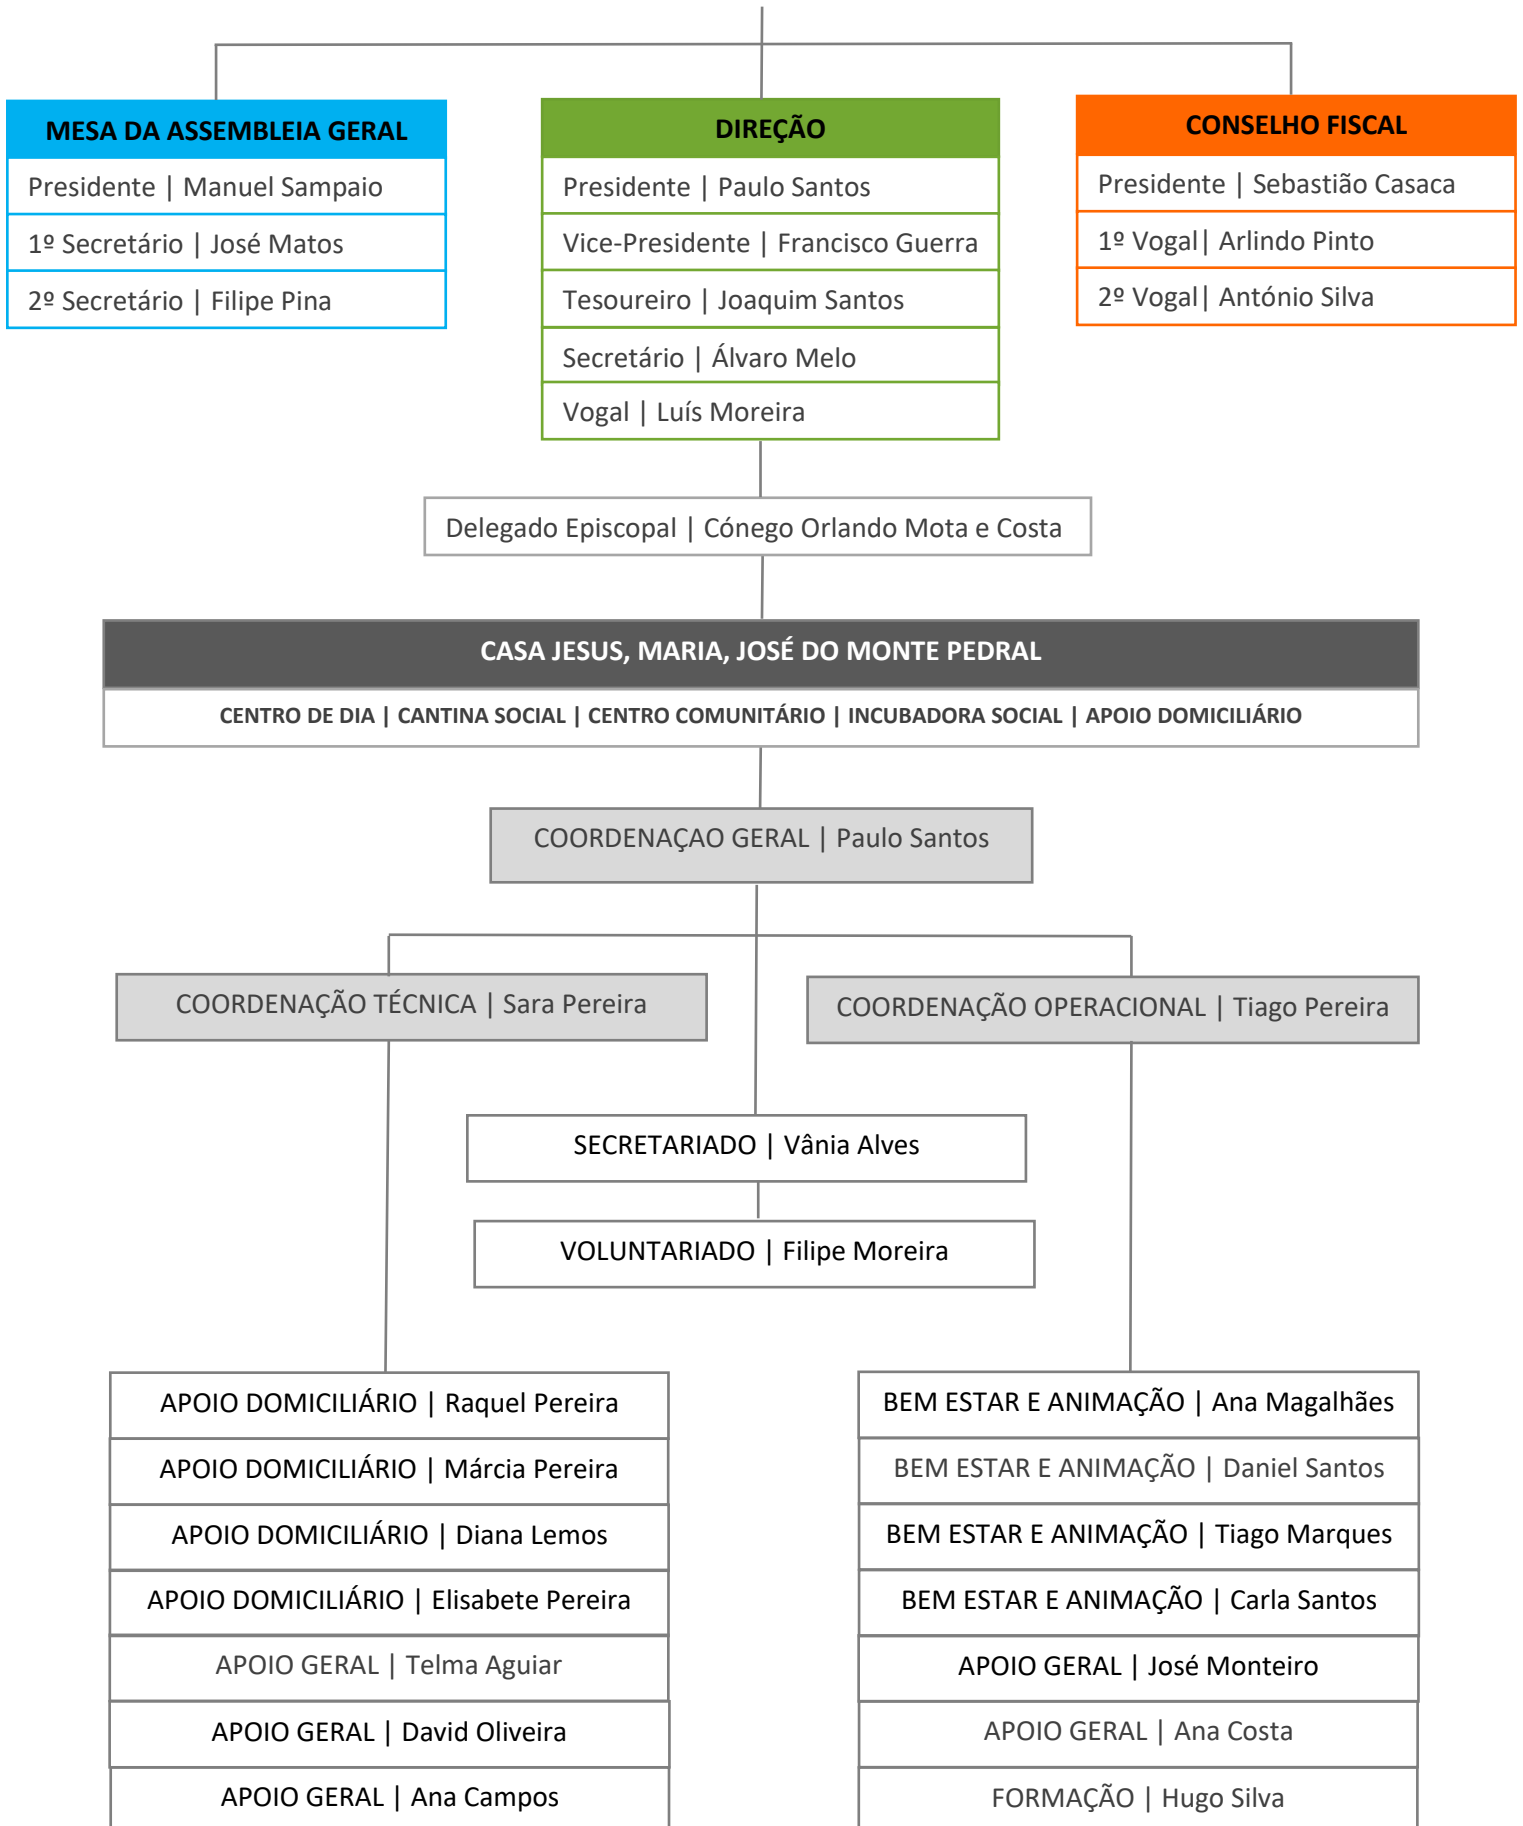 MESA DA ASSEMBLEIA GERAL
Presidente | Manuel Sampaio
1º Secretário | José Matos
2º Secretário | Filipe Pina
DIREÇÃO
Presidente | Paulo Santos
Vice-Presidente | Francisco Guerra
Tesoureiro | Joaquim Santos
Secretário | Álvaro Melo
Vogal | Luís Moreira
CONSELHO FISCAL
Presidente | Sebastião Casaca
1º Vogal| Arlindo Pinto
2º Vogal| António Silva
Delegado Episcopal | Cónego Orlando Mota e Costa
CASA JESUS, MARIA, JOSÉ DO MONTE PEDRAL
CENTRO DE DIA | CANTINA SOCIAL | CENTRO COMUNITÁRIO | INCUBADORA SOCIAL | APOIO DOMICILIÁRIO
COORDENAÇAO GERAL | Paulo Santos
COORDENAÇÃO TÉCNICA | Sara Pereira
COORDENAÇÃO OPERACIONAL | Tiago Pereira
SECRETARIADO | Vânia Alves
VOLUNTARIADO | Filipe Moreira
APOIO DOMICILIÁRIO | Raquel Pereira
APOIO DOMICILIÁRIO | Márcia Pereira
APOIO DOMICILIÁRIO | Diana Lemos
APOIO DOMICILIÁRIO | Elisabete Pereira
APOIO GERAL | Telma Aguiar
APOIO GERAL | David Oliveira
APOIO GERAL | Ana Campos
BEM ESTAR E ANIMAÇÃO | Ana Magalhães
BEM ESTAR E ANIMAÇÃO | Daniel Santos
BEM ESTAR E ANIMAÇÃO | Tiago Marques
BEM ESTAR E ANIMAÇÃO | Carla Santos
APOIO GERAL | José Monteiro
APOIO GERAL | Ana Costa
FORMAÇÃO | Hugo Silva